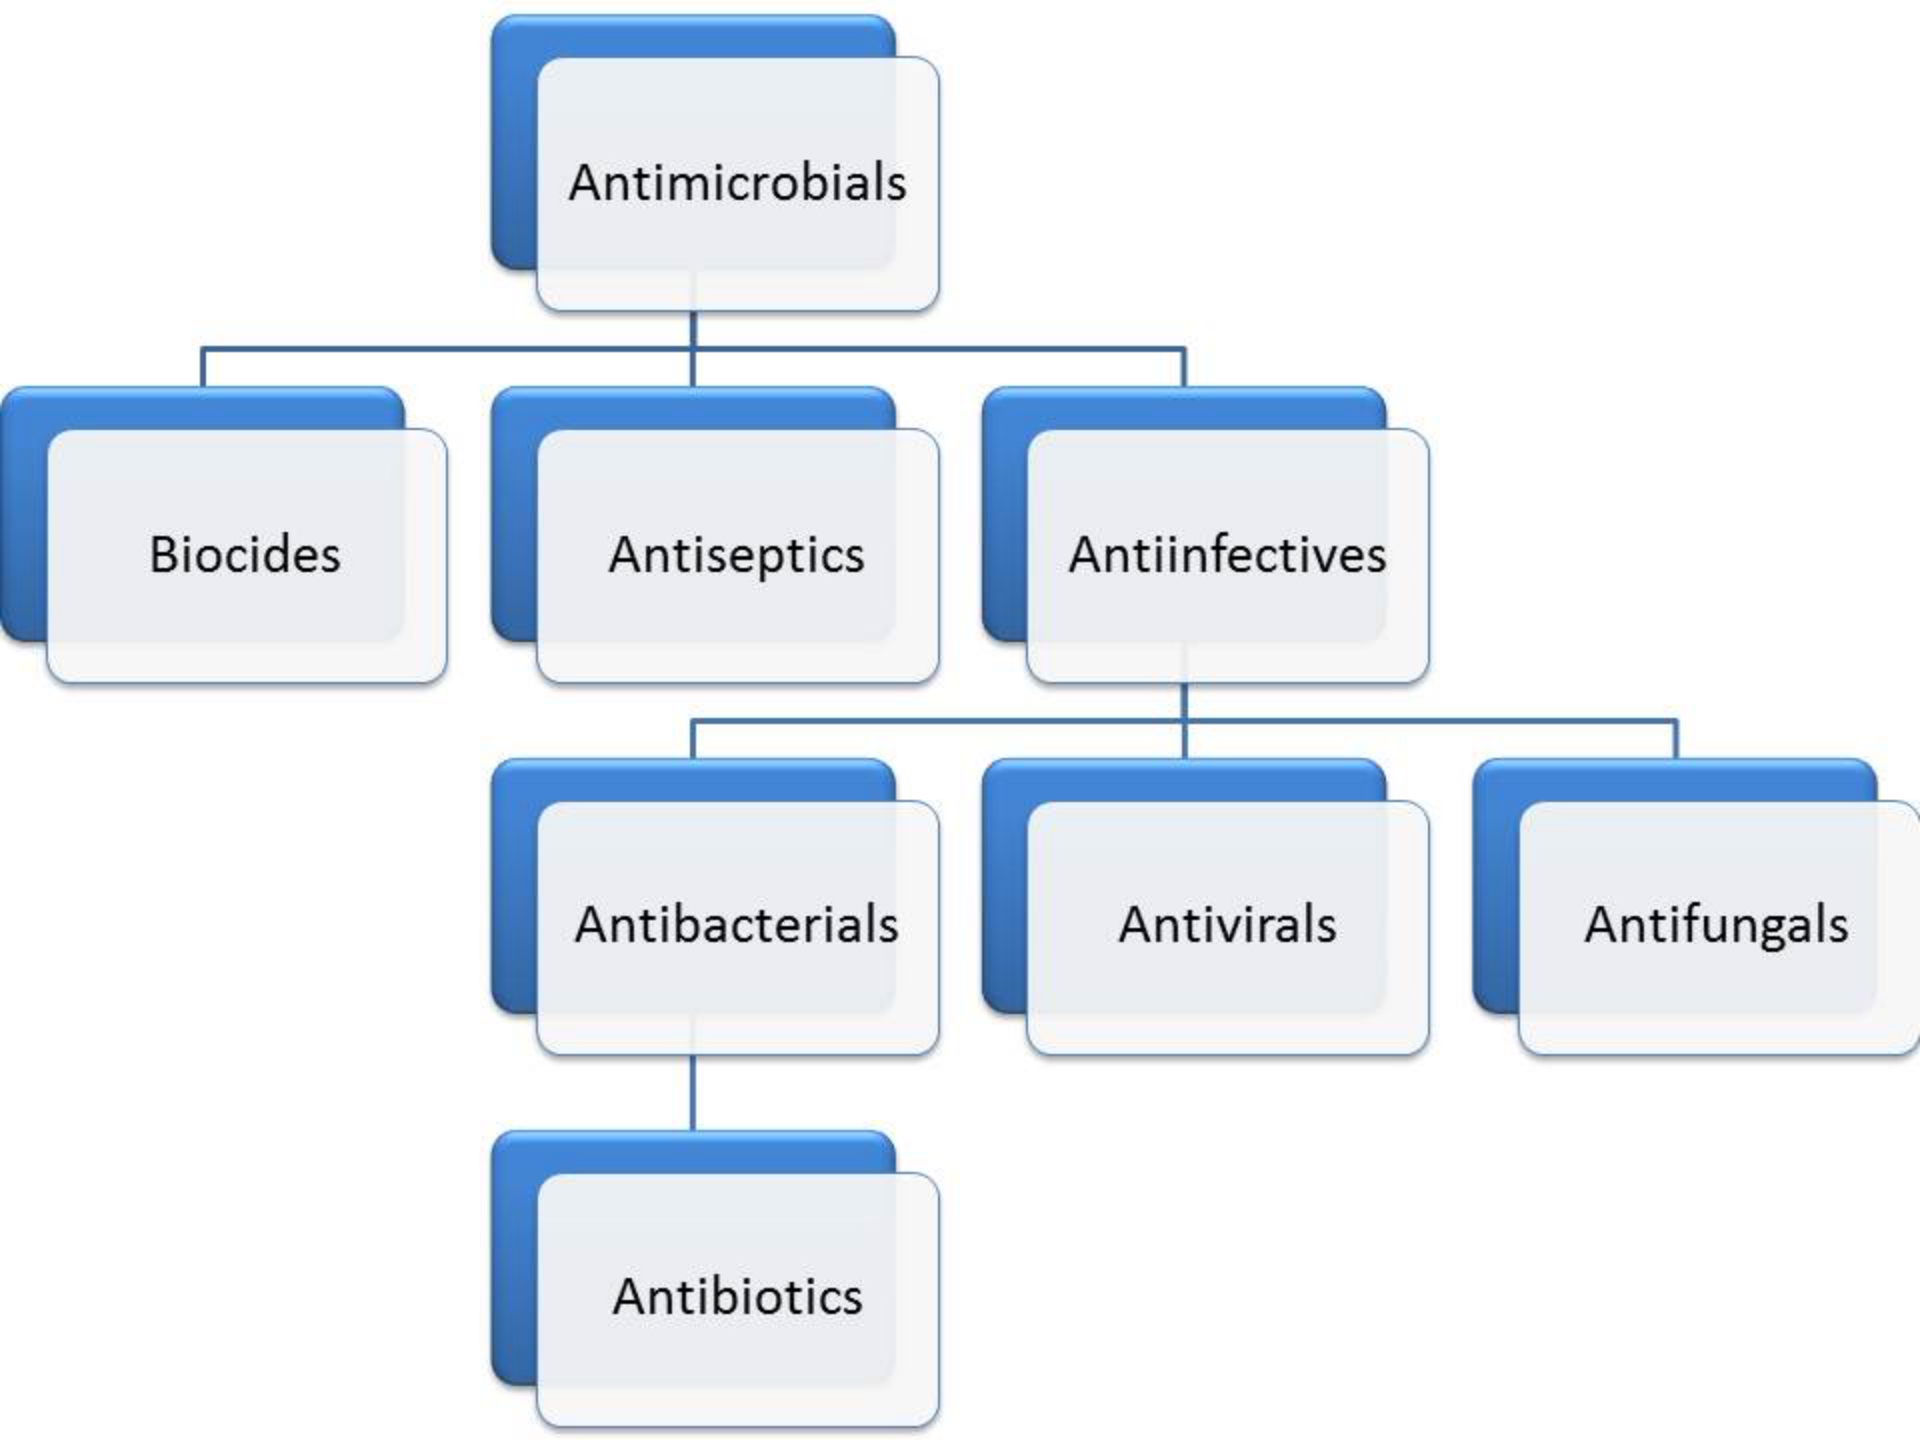 Antimicrobials
Biocides
Antiseptics
Antiinfectives
Antibacterials
Antivirals
Antifungals
Antibiotics